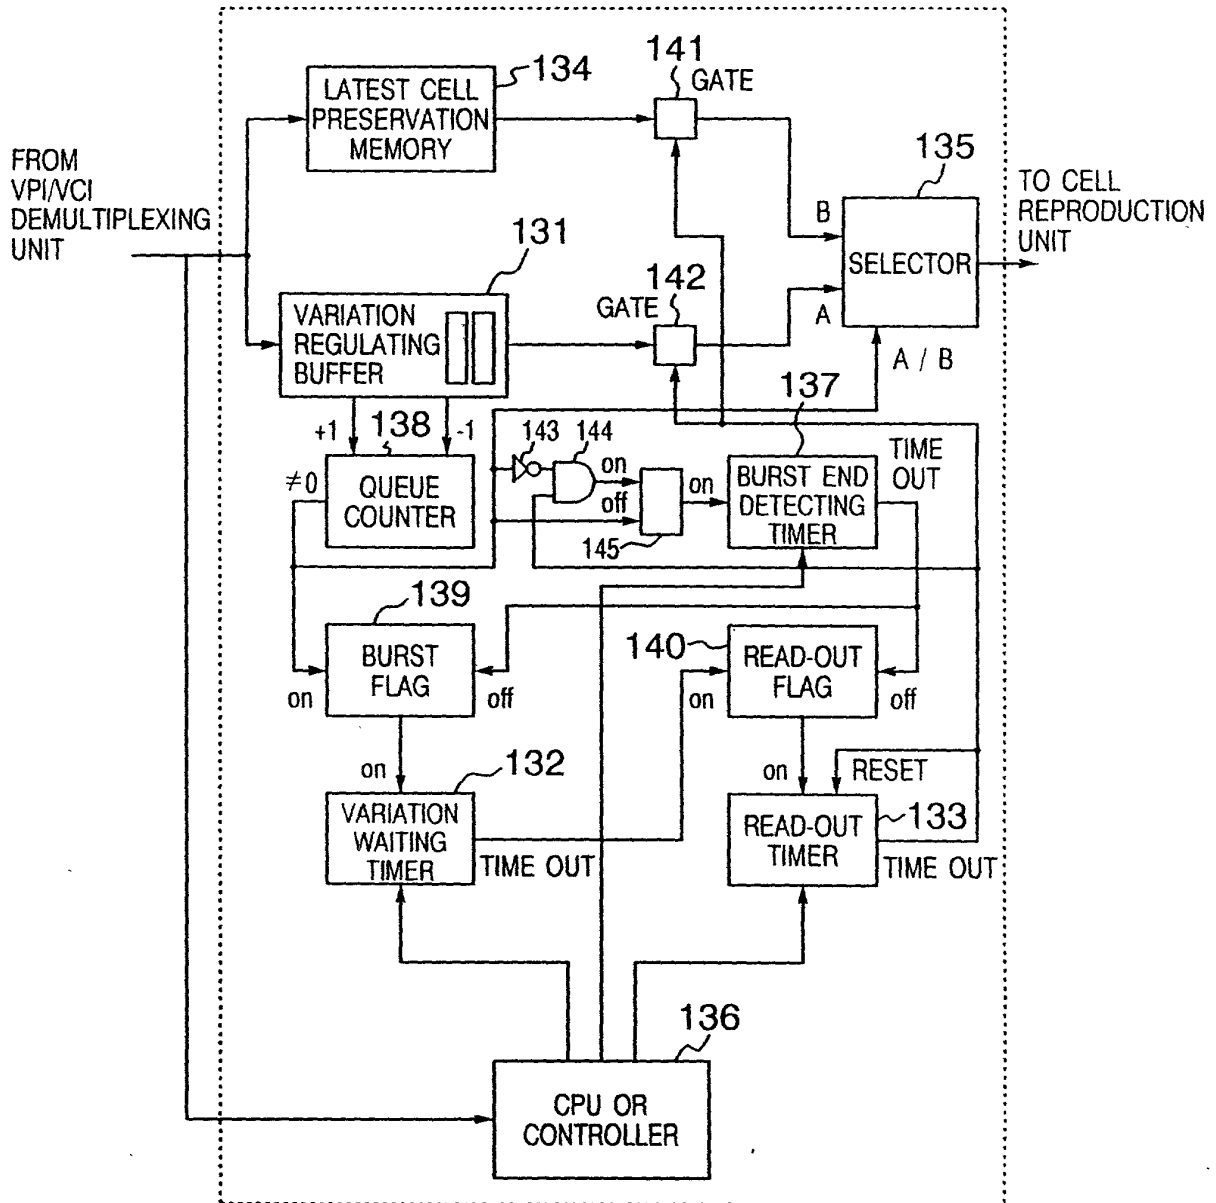 141
134
GATE
LATEST CELL
PRESERVATION
MEMORY
FROM
VPI/VCI
DEMULTIPLEXING
UNIT
135
TO CELL
REPRODUCTION
UNIT
B
SELECTOR
A
A / B
131
142
GATE
VARIATION
REGULATING
BUFFER
137
+1
138
-1
143
144
on
off
on
TIME
OUT
≠0
QUEUE
COUNTER
BURST END
DETECTING
TIMER
145
139
BURST
FLAG
on
off
140
READ-OUT
FLAG
on
off
on
132
on
RESET
VARIATION
WAITING
TIMER
TIME OUT
READ-OUT
TIMER
133
TIME OUT
136
CPU OR
CONTROLLER